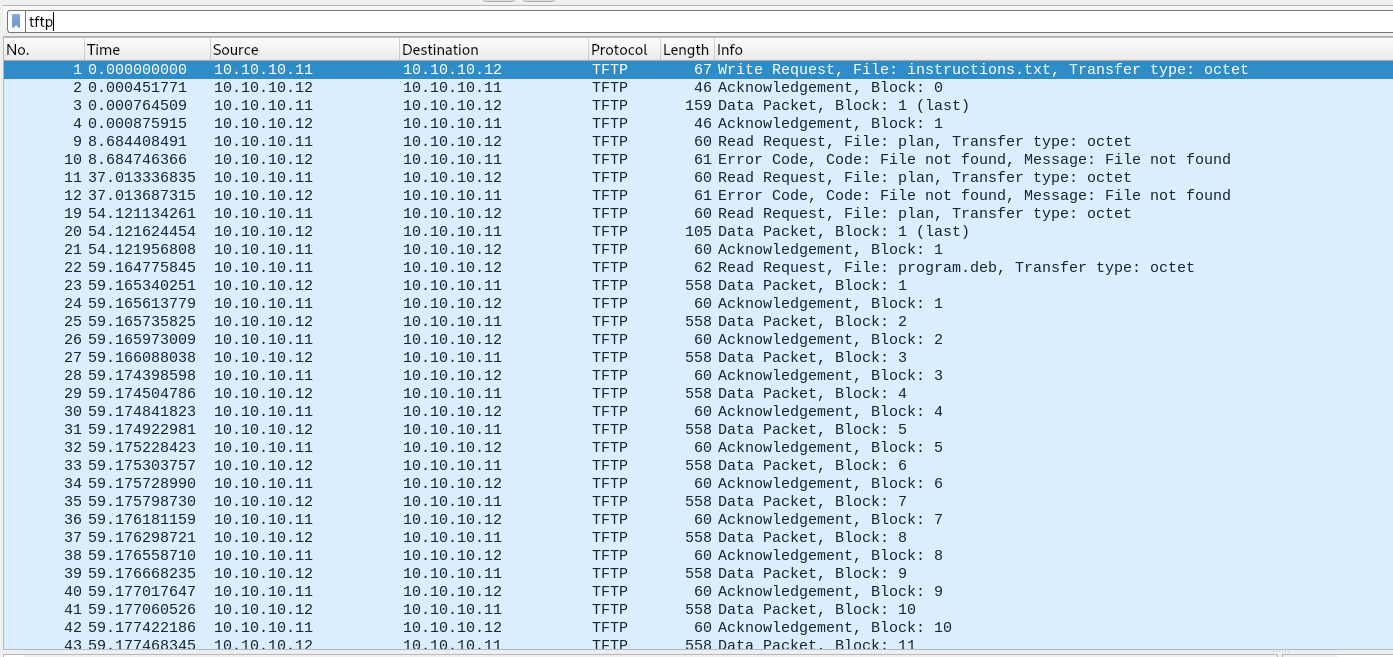 tftp
No. Time Source Destination Protocol Length Info
1 0.000000000 10.10.10.11 10.10.10.12 TFTP 67 Write Request, File: instructions.txt, Transfer type: octet
2 0.000451771 10.10.10.12 10.10.10.11 TFTP 46 Acknowledgement, Block: 0
3 0.000764509 10.10.10.11 10.10.10.12 TFTP 159 Data Packet, Block: 1 (last)
4 0.000875915 10.10.10.12 10.10.10.11 TFTP 46 Acknowledgement, Block: 1
9 8.684408491 10.10.10.11 10.10.10.12 TFTP 60 Read Request, File: plan, Transfer type: octet
10 8.684746366 10.10.10.12 10.10.10.11 TFTP 61 Error Code, Code: File not found, Message: File not found
11 37.013336835 10.10.10.11 10.10.10.12 TFTP 60 Read Request, File: plan, Transfer type: octet
12 37.013687315 10.10.10.12 10.10.10.11 TFTP 61 Error Code, Code: File not found, Message: File not found
19 54.121134261 10.10.10.11 10.10.10.12 TFTP 60 Read Request, File: plan, Transfer type: octet
20 54.121624454 10.10.10.12 10.10.10.11 TFTP 105 Data Packet, Block: 1 (last)
21 54.121956808 10.10.10.11 10.10.10.12 TFTP 60 Acknowledgement, Block: 1
22 59.164775845 10.10.10.11 10.10.10.12 TFTP 62 Read Request, File: program.deb, Transfer type: octet
23 59.165340251 10.10.10.12 10.10.10.11 TFTP 558 Data Packet, Block: 1
24 59.165613779 10.10.10.11 10.10.10.12 TFTP 60 Acknowledgement, Block: 1
25 59.165735825 10.10.10.12 10.10.10.11 TFTP 558 Data Packet, Block: 2
26 59.165973009 10.10.10.11 10.10.10.12 TFTP 60 Acknowledgement, Block: 2
27 59.166088038 10.10.10.12 10.10.10.11 TFTP 558 Data Packet, Block: 3
28 59.174398598 10.10.10.11 10.10.10.12 TFTP 60 Acknowledgement, Block: 3
29 59.174504786 10.10.10.12 10.10.10.11 TFTP 558 Data Packet, Block: 4
30 59.174841823 10.10.10.11 10.10.10.12 TFTP 60 Acknowledgement, Block: 4
31 59.174922981 10.10.10.12 10.10.10.11 TFTP 558 Data Packet, Block: 5
32 59.175228423 10.10.10.11 10.10.10.12 TFTP 60 Acknowledgement, Block: 5
33 59.175303757 10.10.10.12 10.10.10.11 TFTP 558 Data Packet, Block: 6
34 59.175728990 10.10.10.11 10.10.10.12 TFTP 60 Acknowledgement, Block: 6
35 59.175798730 10.10.10.12 10.10.10.11 TFTP 558 Data Packet, Block: 7
36 59.176181159 10.10.10.11 10.10.10.12 TFTP 60 Acknowledgement, Block: 7
37 59.176298721 10.10.10.12 10.10.10.11 TFTP 558 Data Packet, Block: 8
38 59.176558710 10.10.10.11 10.10.10.12 TFTP 60 Acknowledgement, Block: 8
39 59.176668235 10.10.10.12 10.10.10.11 TFTP 558 Data Packet, Block: 9
40 59.177017647 10.10.10.11 10.10.10.12 TFTP 60 Acknowledgement, Block: 9
41 59.177060526 10.10.10.12 10.10.10.11 TFTP 558 Data Packet, Block: 10
42 59.177422186 10.10.10.11 10.10.10.12 TFTP 60 Acknowledgement, Block: 10
43 59.177468345 10.10.10.12 10.10.10.11 TFTP 558 Data Packet, Block: 11